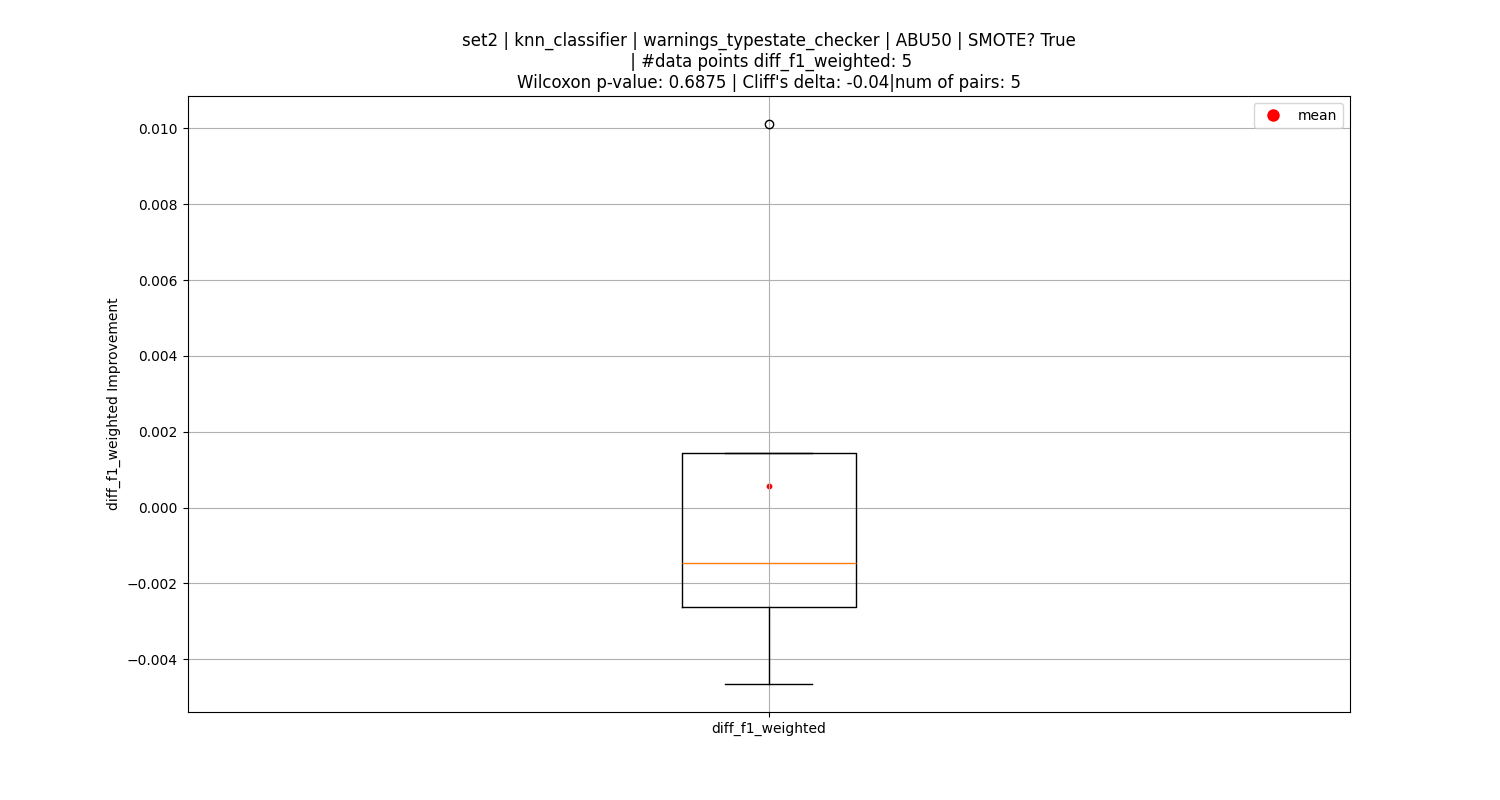 set2 | knn_classifier | warnings_typestate_checker | ABU50 | SMOTE? True
| #data points diff_f1_weighted: 5
Wilcoxon p-value: 0.6875 | Cliff's delta: -0.04|num of pairs: 5
mean
0.010
0.008
0.006
0.004
0.002
0.000
−0.002
−0.004
diff_f1_weighted Improvement
diff_f1_weighted